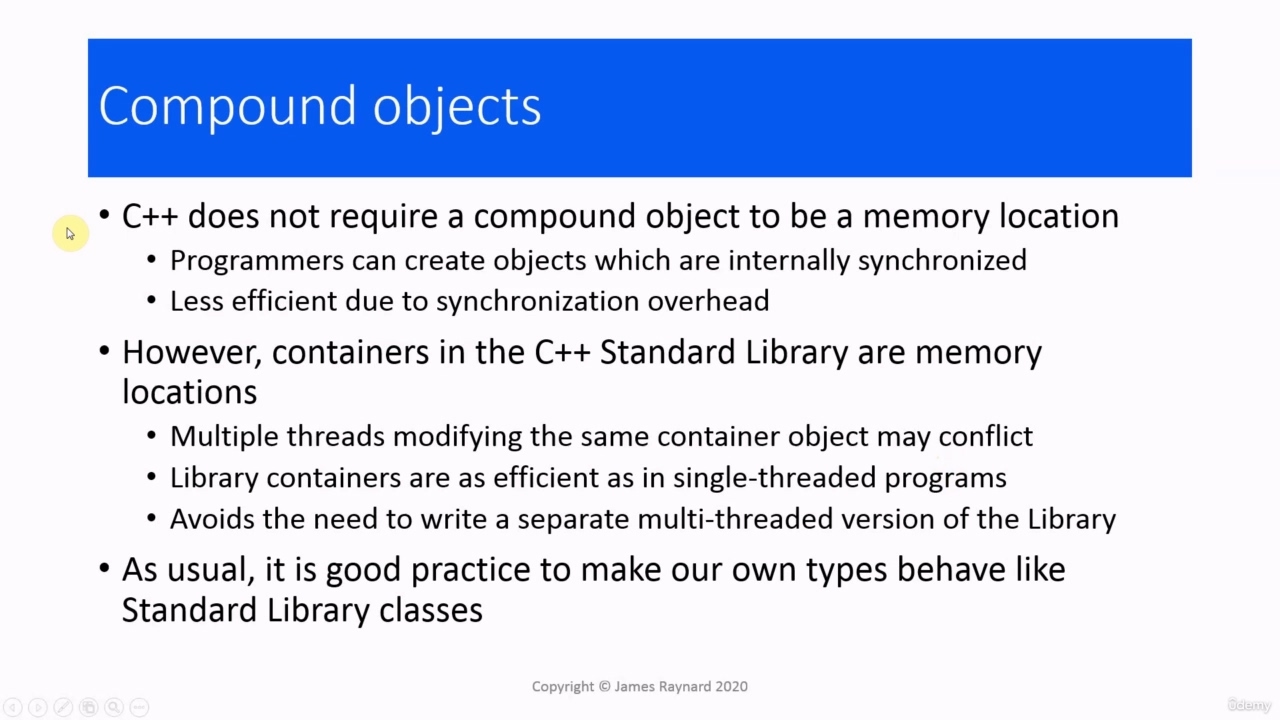 Compound objects
• C++ does not require a compound object to be a memory location
• Programmers can create objects which are internally synchronized
• Less efficient due to synchronization overhead
• However, containers in the C++ Standard Library are memory
locations
• Multiple threads modifying the same container object may conflict
• Library containers are as efficient as in single-threaded programs
• Avoids the need to write a separate multi-threaded version of the Library
• As usual, it is good practice to make our own types behave like
Standard Library classes
Copyright © James Raynard 2020
ûdemy